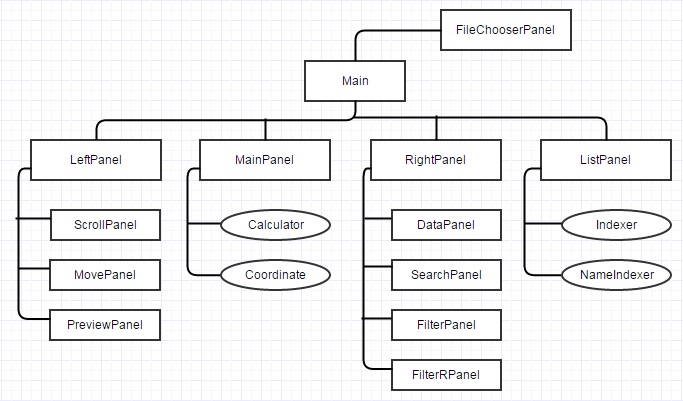 FileChooserPanel
Main
LeftPanel
MainPanel
RightPanel
ListPanel
ScrollPanel
Calculator
DataPanel
Indexer
MovePanel
Coordinate
SearchPanel
NameIndexer
PreviewPanel
FilterPanel
FilterRPanel